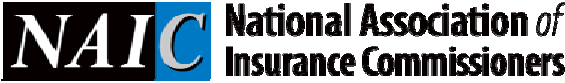 NAIC National Association of
Insurance Commissioners